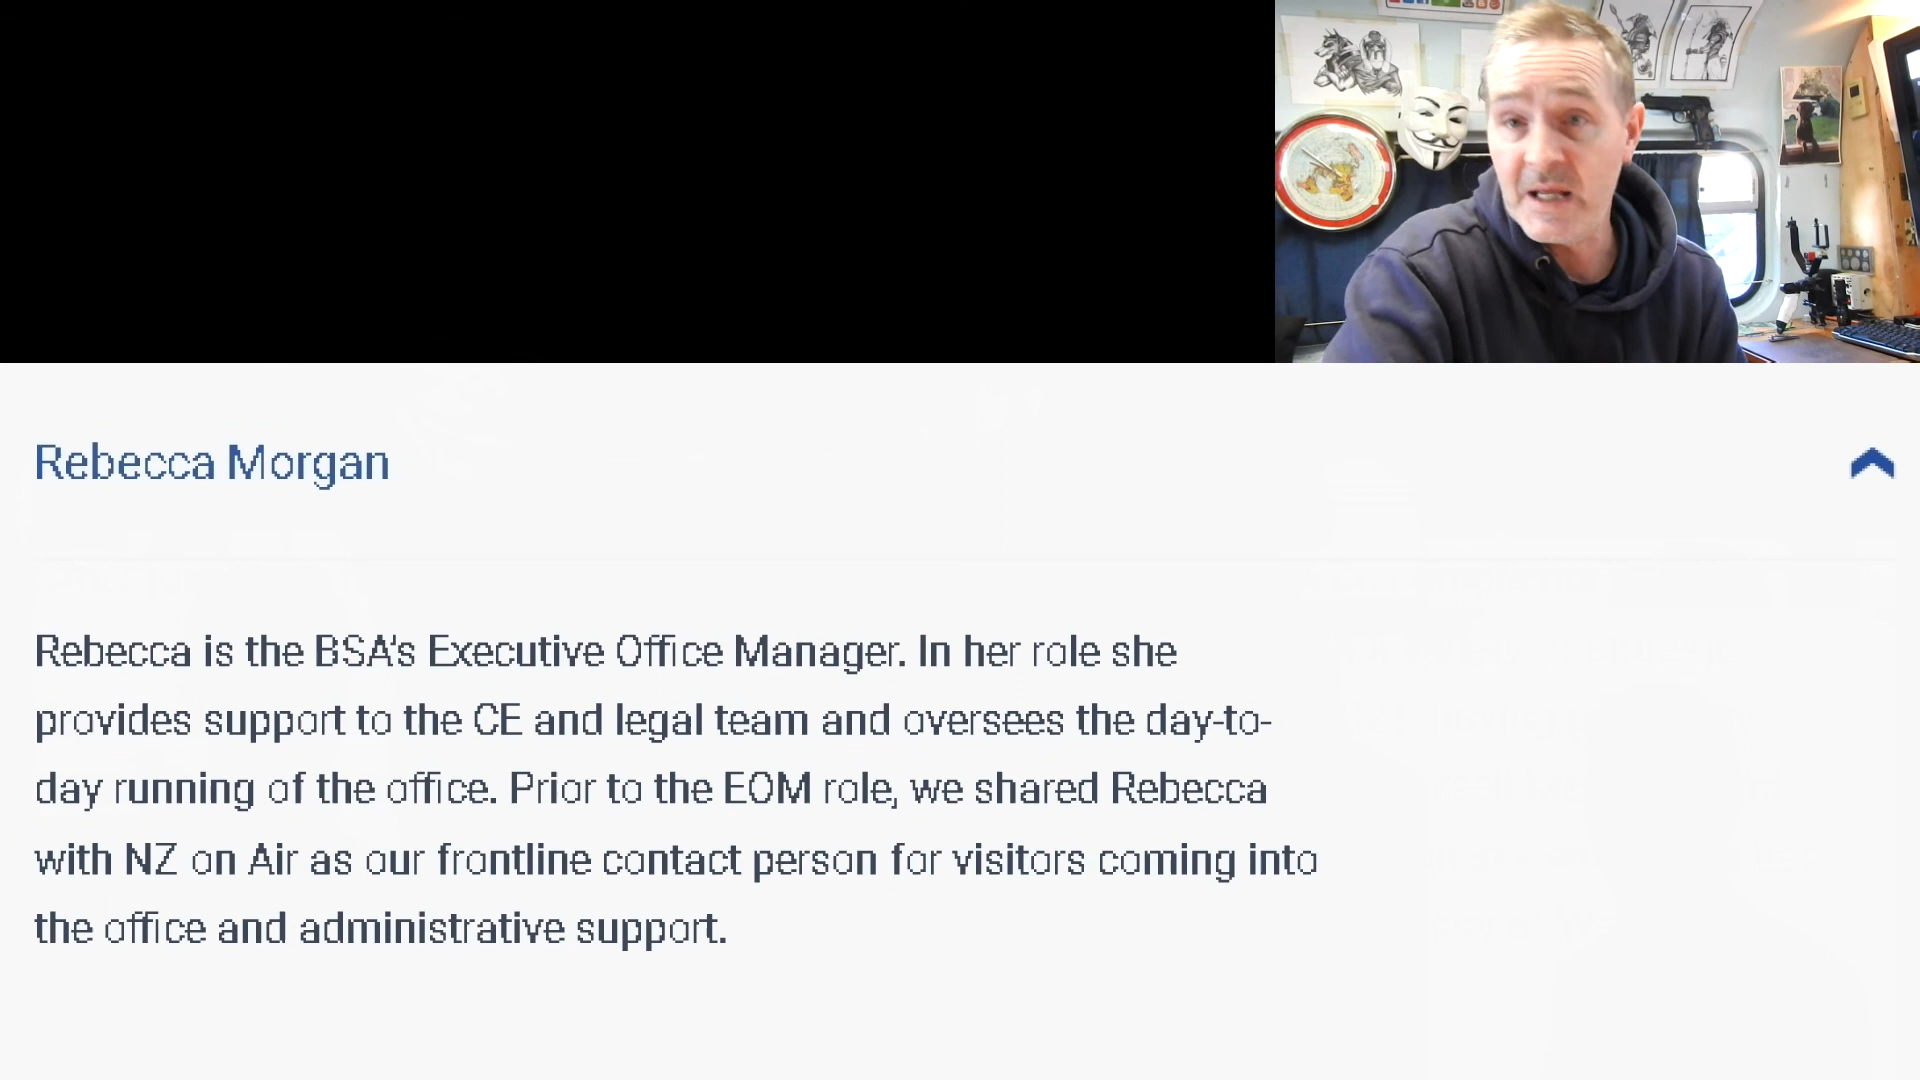 Rebecca Morgan
Rebecca is the BSA's Executive Office Manager. In her role she
provides support to the CE and legal team and oversees the day-to-
day running of the office. Prior to the EOM role, we shared Rebecca
with NZ on Air as our frontline contact person for visitors coming into
the office and administrative support.